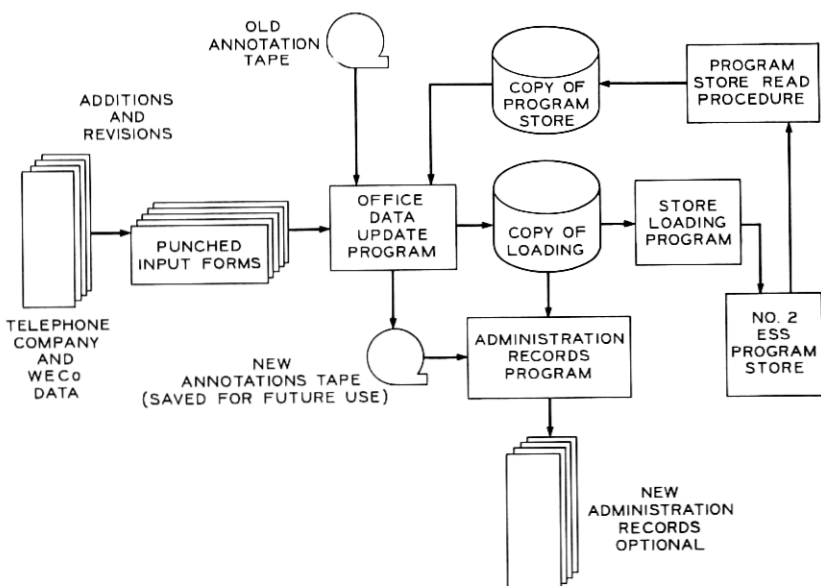 OLD
ANNOTATION
TAPE
COPY OF
PROGRAM
STORE
PROGRAM
STORE READ
PROCEDURE
ADDITIONS
AND
REVISIONS
PUNCHED
INPUT FORMS
OFFICE
DATA
UPDATE
PROGRAM
COPY OF
LOADING
STORE
LOADING
PROGRAM
TELEPHONE
COMPANY
AND
WECo
DATA
NEW
ANNOTATIONS TAPE
(SAVED FOR FUTURE USE)
ADMINISTRATION
RECORDS
PROGRAM
NO. 2
ESS
PROGRAM
STORE
NEW
ADMINISTRATION
RECORDS
OPTIONAL